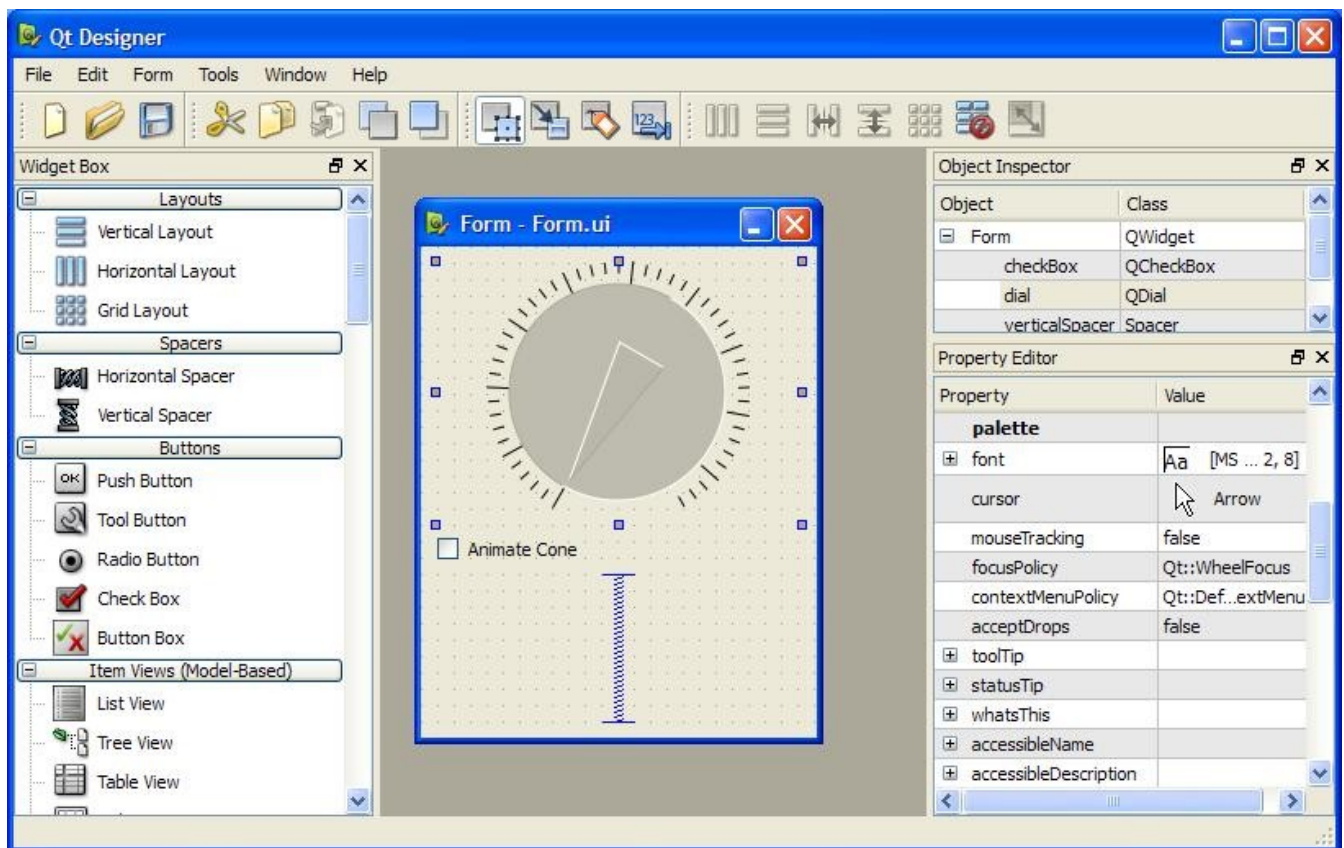 Qt Designer
File Edit Form Tools Window Help
123
Widget Box
Layouts
Vertical Layout
Horizontal Layout
Grid Layout
Spacers
Horizontal Spacer
Vertical Spacer
Buttons
OK Push Button
Tool Button
Radio Button
Check Box
Button Box
Item Views (Model-Based)
List View
Tree View
Table View
Form - Form.ui
Animate Cone
Object Inspector
Object Class
Form QWidget
checkBox QCheckBox
dial QDial
verticalSpacer Spacer
Property Editor
Property Value
palette
font Aa [MS ... 2, 8]
cursor Arrow
mouseTracking false
focusPolicy Qt::WheelFocus
contextMenuPolicy Qt::Def...extMenu
acceptDrops false
toolTip
statusTip
whatsThis
accessibleName
accessibleDescription